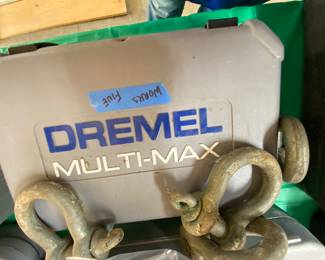 WORKS
FINE
DREMEL
MULTI-MAX